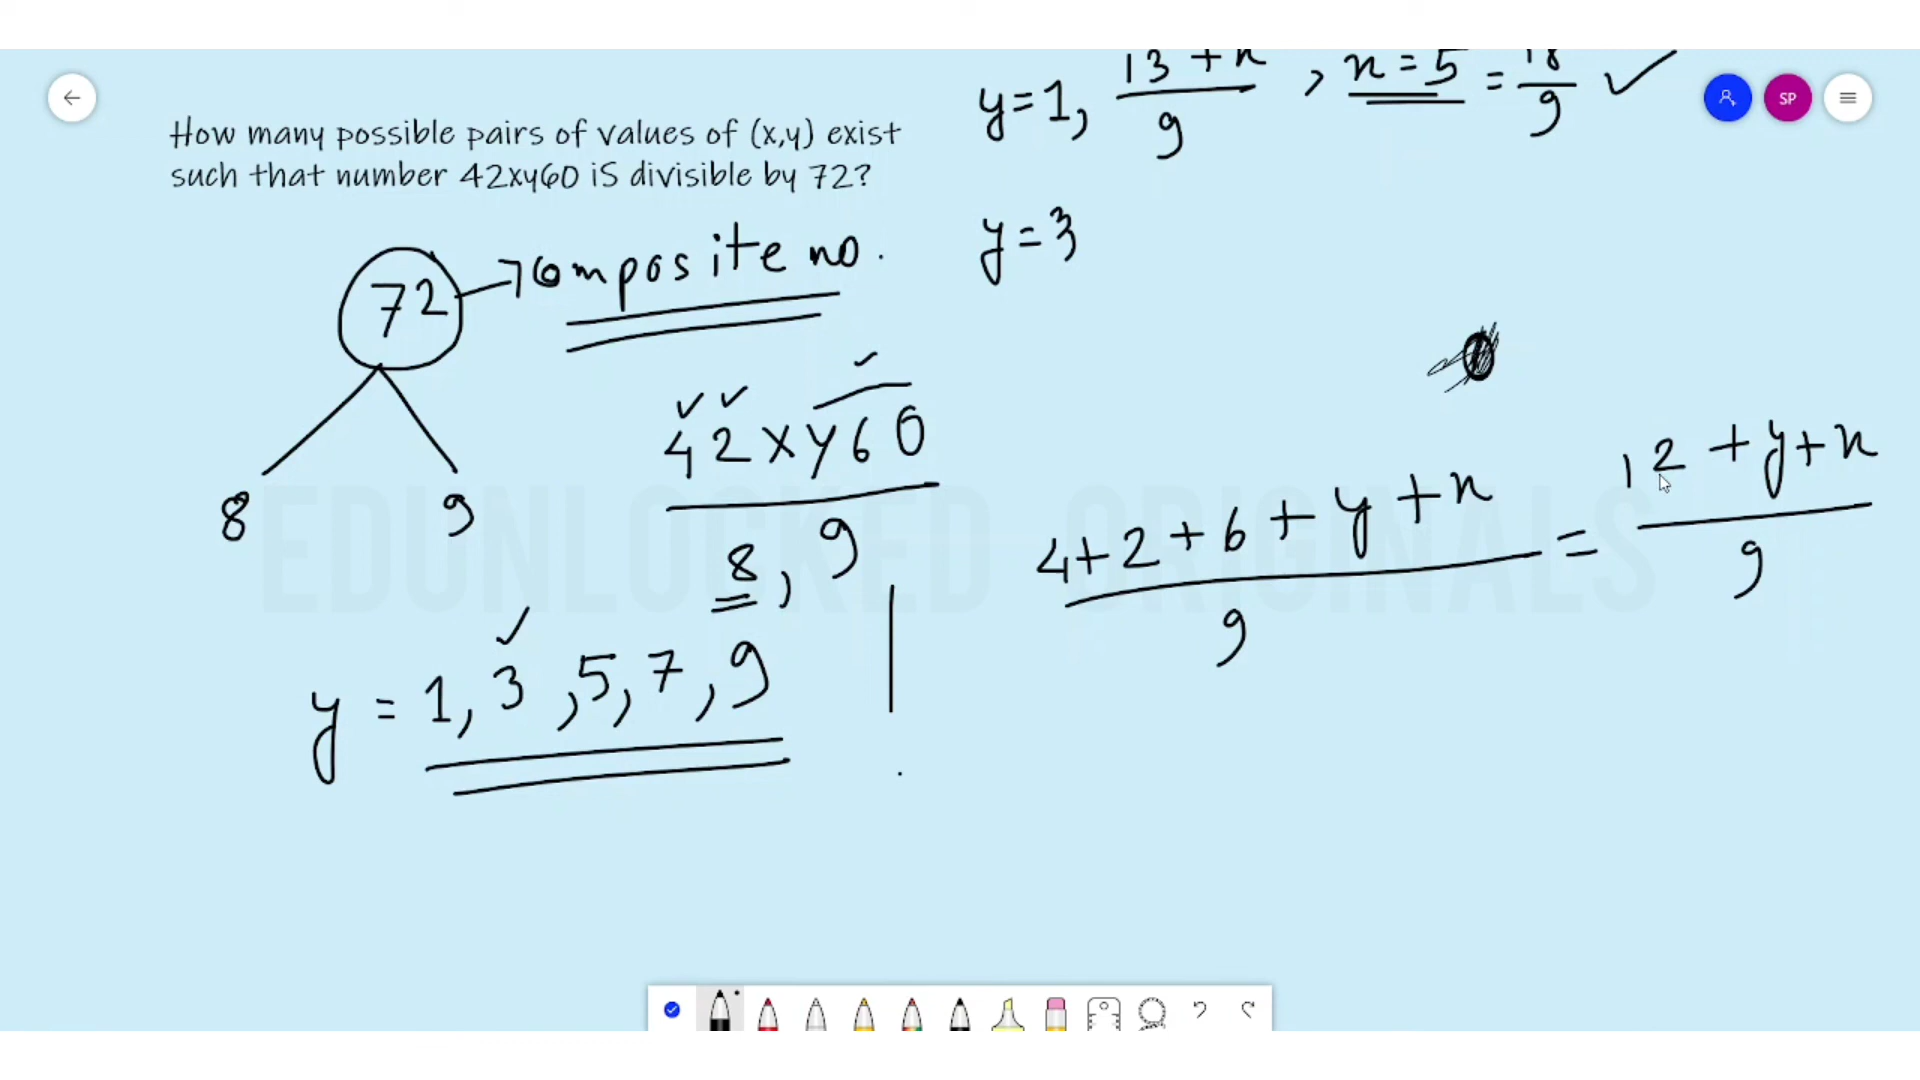 How many possible pairs of values of (x,y) exist
such that number 42xy60 iS divisible by 72?
y=1, 13+x/9 , x=5 = 18/9 ✓
SP
y=3
72 → composite no.
8 9
42xy60
8, 9
4+2+6+y+x/9 = 12+y+x/9
y = 1, 3, 5, 7, 9
EDUNLOCKED ORIGINALS